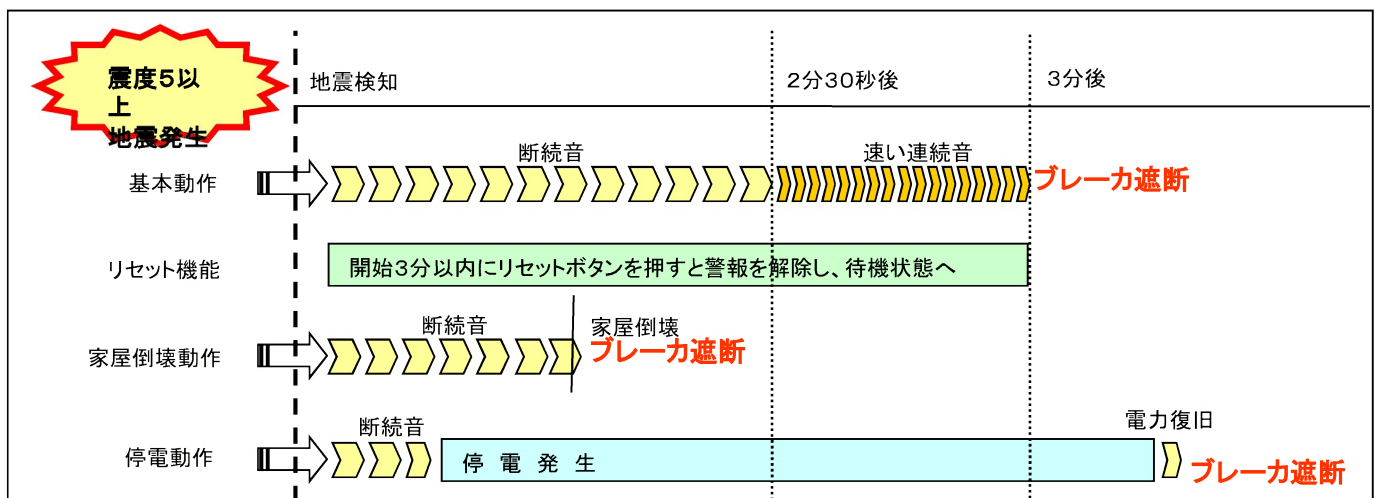 震度5以
上
地震発生
地震検知
2分30秒後
3分後
断続音
速い連続音
基本動作
ブレーカ遮断
リセット機能
開始3分以内にリセットボタンを押すと警報を解除し、待機状態へ
断続音
家屋倒壊
家屋倒壊動作
ブレーカ遮断
断続音
電力復旧
停電動作
停 電 発 生
ブレーカ遮断